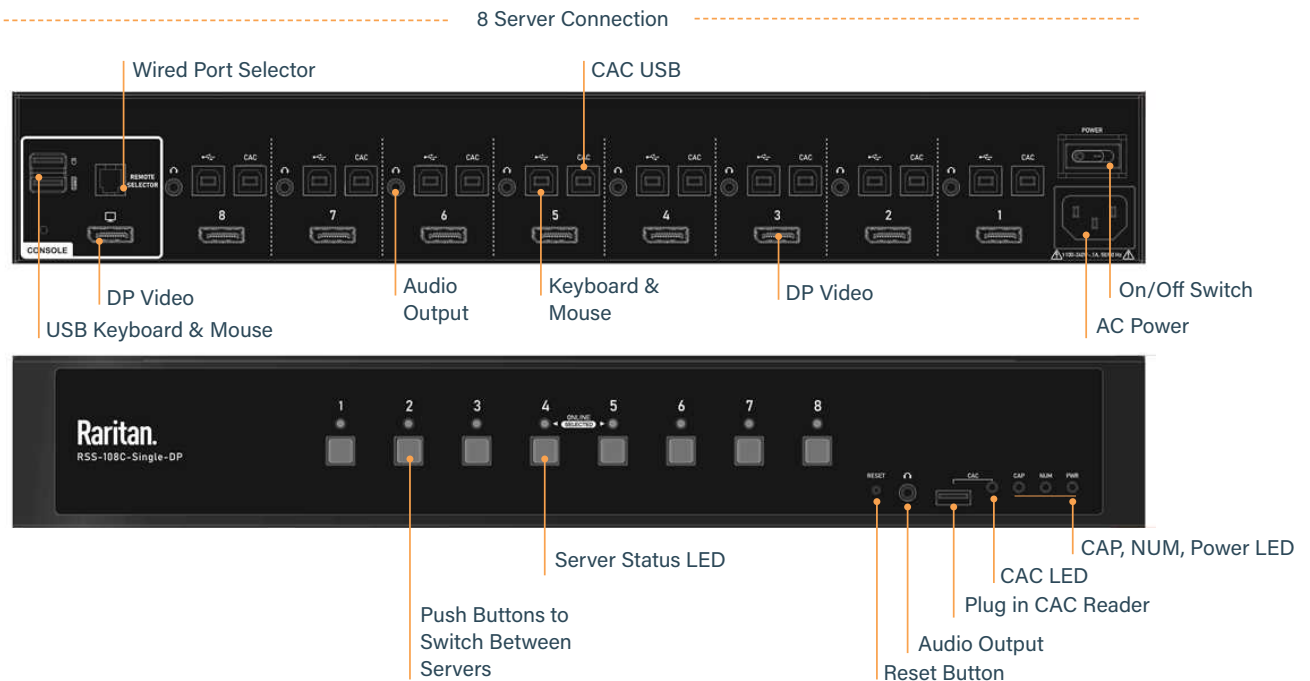 8 Server Connection
Wired Port Selector
CAC USB
POWER
REMOTE
SELECTOR
CAC
CAC
CAC
CAC
CAC
CAC
CAC
CAC
8
7
6
5
4
3
2
1
CONSOLE
DP Video
USB Keyboard & Mouse
Audio
Output
Keyboard &
Mouse
DP Video
On/Off Switch
AC Power
1
2
3
4
5
6
7
8
ONLINE
SELECTED
Raritan.
RSS-108C-Single-DP
RESET
CAC
CAP
NUM
PWR
Server Status LED
CAP, NUM, Power LED
CAC LED
Plug in CAC Reader
Push Buttons to
Switch Between
Servers
Audio Output
Reset Button